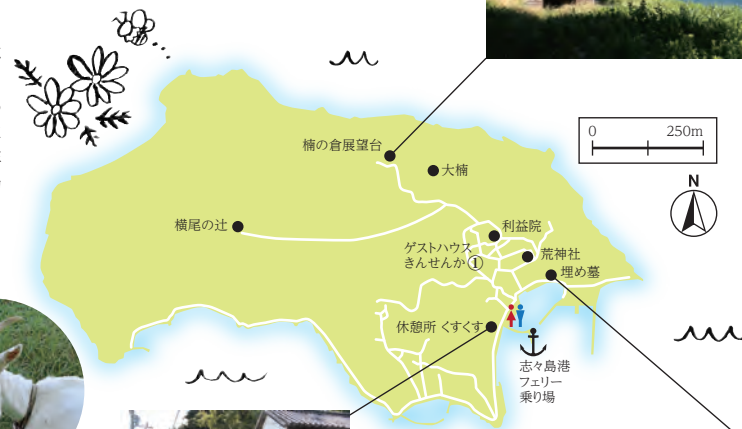 0 250m
N
楠の倉展望台
大楠
横尾の辻
利益院
ゲストハウス
きんせんか①
荒神社
埋め墓
休憩所 くすくす
志々島港
フェリー
乗り場